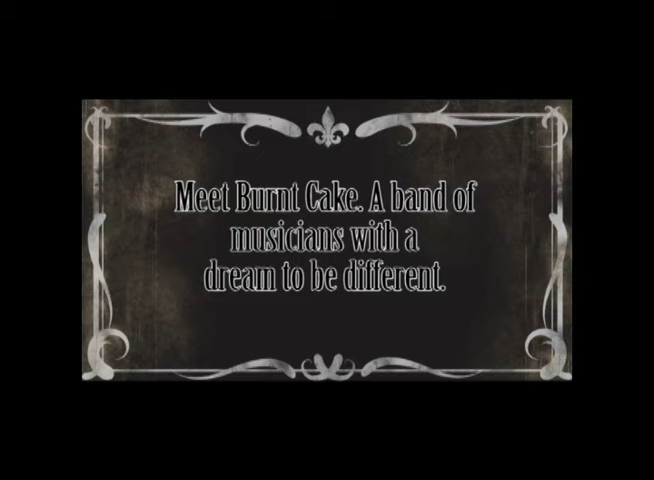 Meet Burnt Cake. A band of
musicians with a
dream to be different.